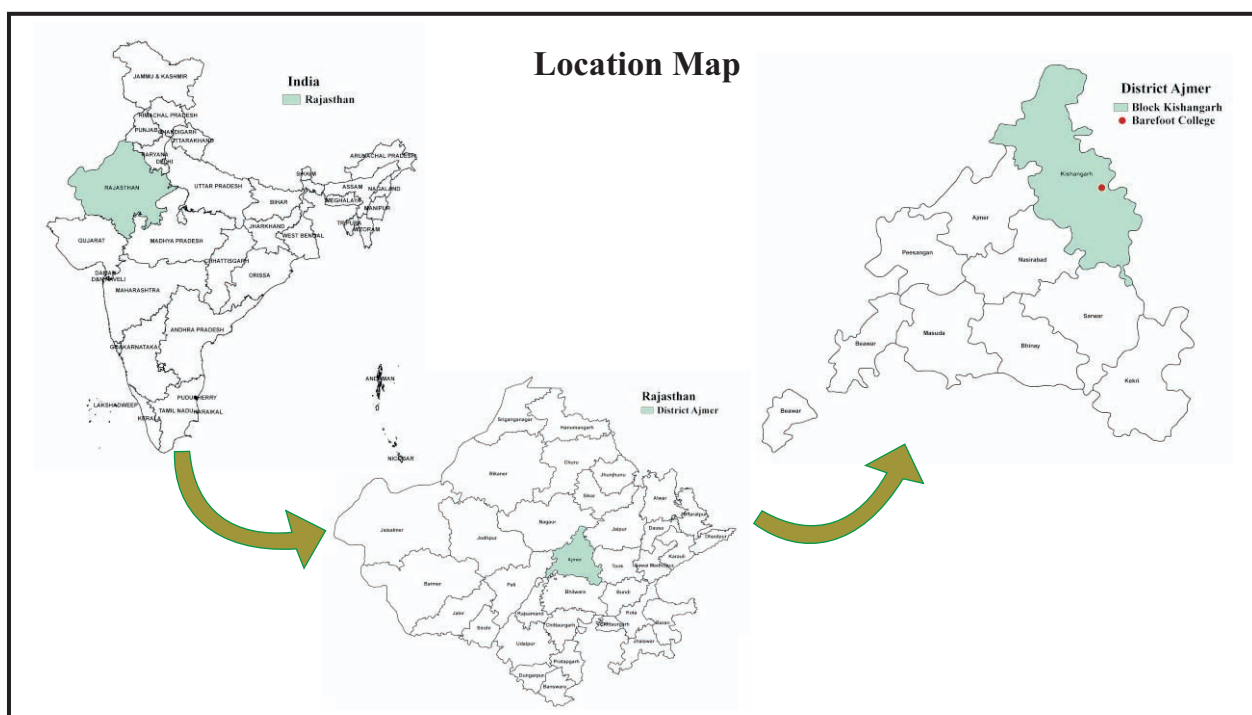 Location Map
India
Rajasthan
JAMMU & KASHMIR
HIMACHAL PRADESH
PUNJAB
CHANDIGARH
UTTARAKHAND
HARYANA
DELHI
RAJASTHAN
UTTAR PRADESH
SIKKIM
ARUNACHAL PRADESH
ASSAM
NAGALAND
MEGHALAYA
MANIPUR
BIHAR
TRIPURA
MIZORAM
JHARKHAND
WEST BENGAL
GUJARAT
MADHYA PRADESH
CHHATTISGARH
ORISSA
DAMAN
MAHARASHTRA
ANDHRA PRADESH
KARNATAKA
PUDUCHERRY
LAKSHADWEEP
TAMIL NADU
KARAIKAL
KERALA
ANDAMAN
NICOBAR
Rajasthan
District Ajmer
Sriganganagar
Hanumangarh
Bikaner
Churu
Jhunjhunu
Sikar
Alwar
Bharatpur
Jaisalmer
Nagaur
Jodhpur
Jaipur
Dausa
Dhaulpur
Ajmer
Karauli
Tonk
Sawai Madhopur
Barmer
Pali
Bhilwara
Bundi
Jalor
Rajsamand
Kota
Baran
Sirohi
Chittaurgarh
Chittaurgarh
Udaipur
Jhalawar
Pratapgarh
Dungarpur
Banswara
District Ajmer
Block Kishangarh
Barefoot College
Kishangarh
Ajmer
Peesangan
Nasirabad
Sarwar
Masuda
Beawar
Bhinay
Kekri
Beawar